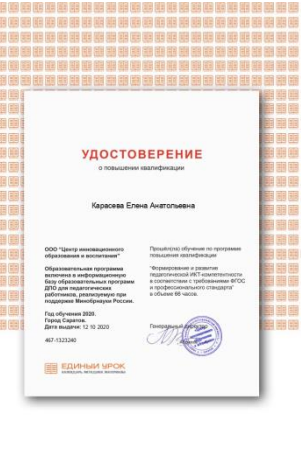 УДОСТОВЕРЕНИЕ
о повышении квалификации
Карасева Елена Анатольевна
ООО "Центр инновационного
образования и воспитания"
Образовательная программа
включена в информационную
базу образовательных программ
ДПО для педагогических
работников, реализуемую при
поддержке Минобрнауки России.
Год обучения 2020.
Город Саратов.
Дата выдачи: 12 10 2020
467-1323240
Прошёл(ла) обучение по программе
повышения квалификации
"Формирование и развитие
педагогической ИКТ-компетентности
в соответствии с требованиями ФГОС
и профессионального стандарта"
в объеме 66 часов.
Генеральный директор
ЕДИНЫЙ УРОК